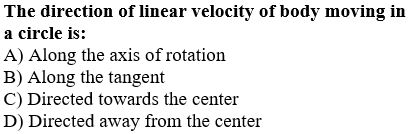 The direction of linear velocity of body moving in
a circle is:
A) Along the axis of rotation
B) Along the tangent
C) Directed towards the center
D) Directed away from the center